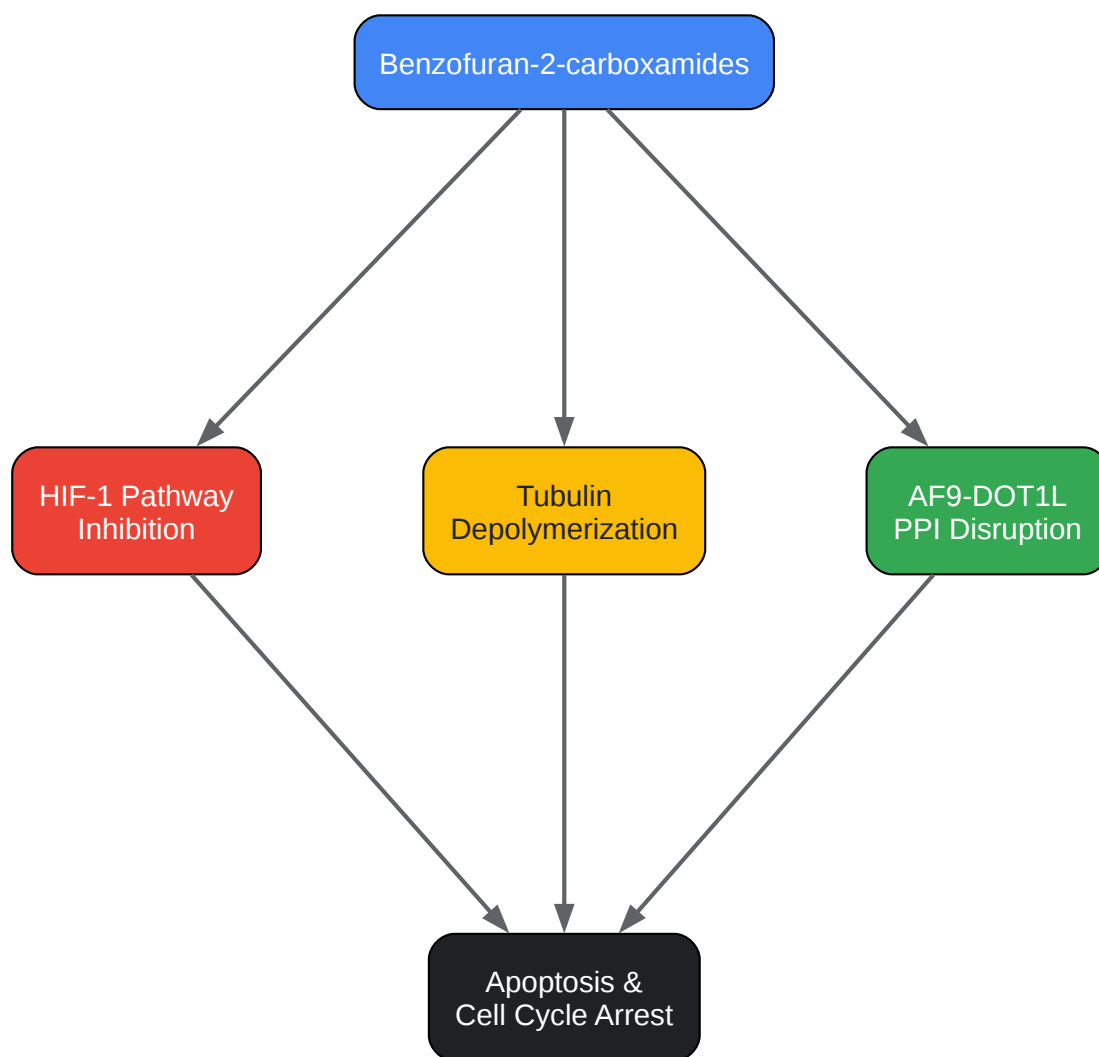 Benzofuran-2-carboxamides
HIF-1 Pathway
Inhibition
Tubulin
Depolymerization
AF9-DOT1L
PPI Disruption
Apoptosis &
Cell Cycle Arrest